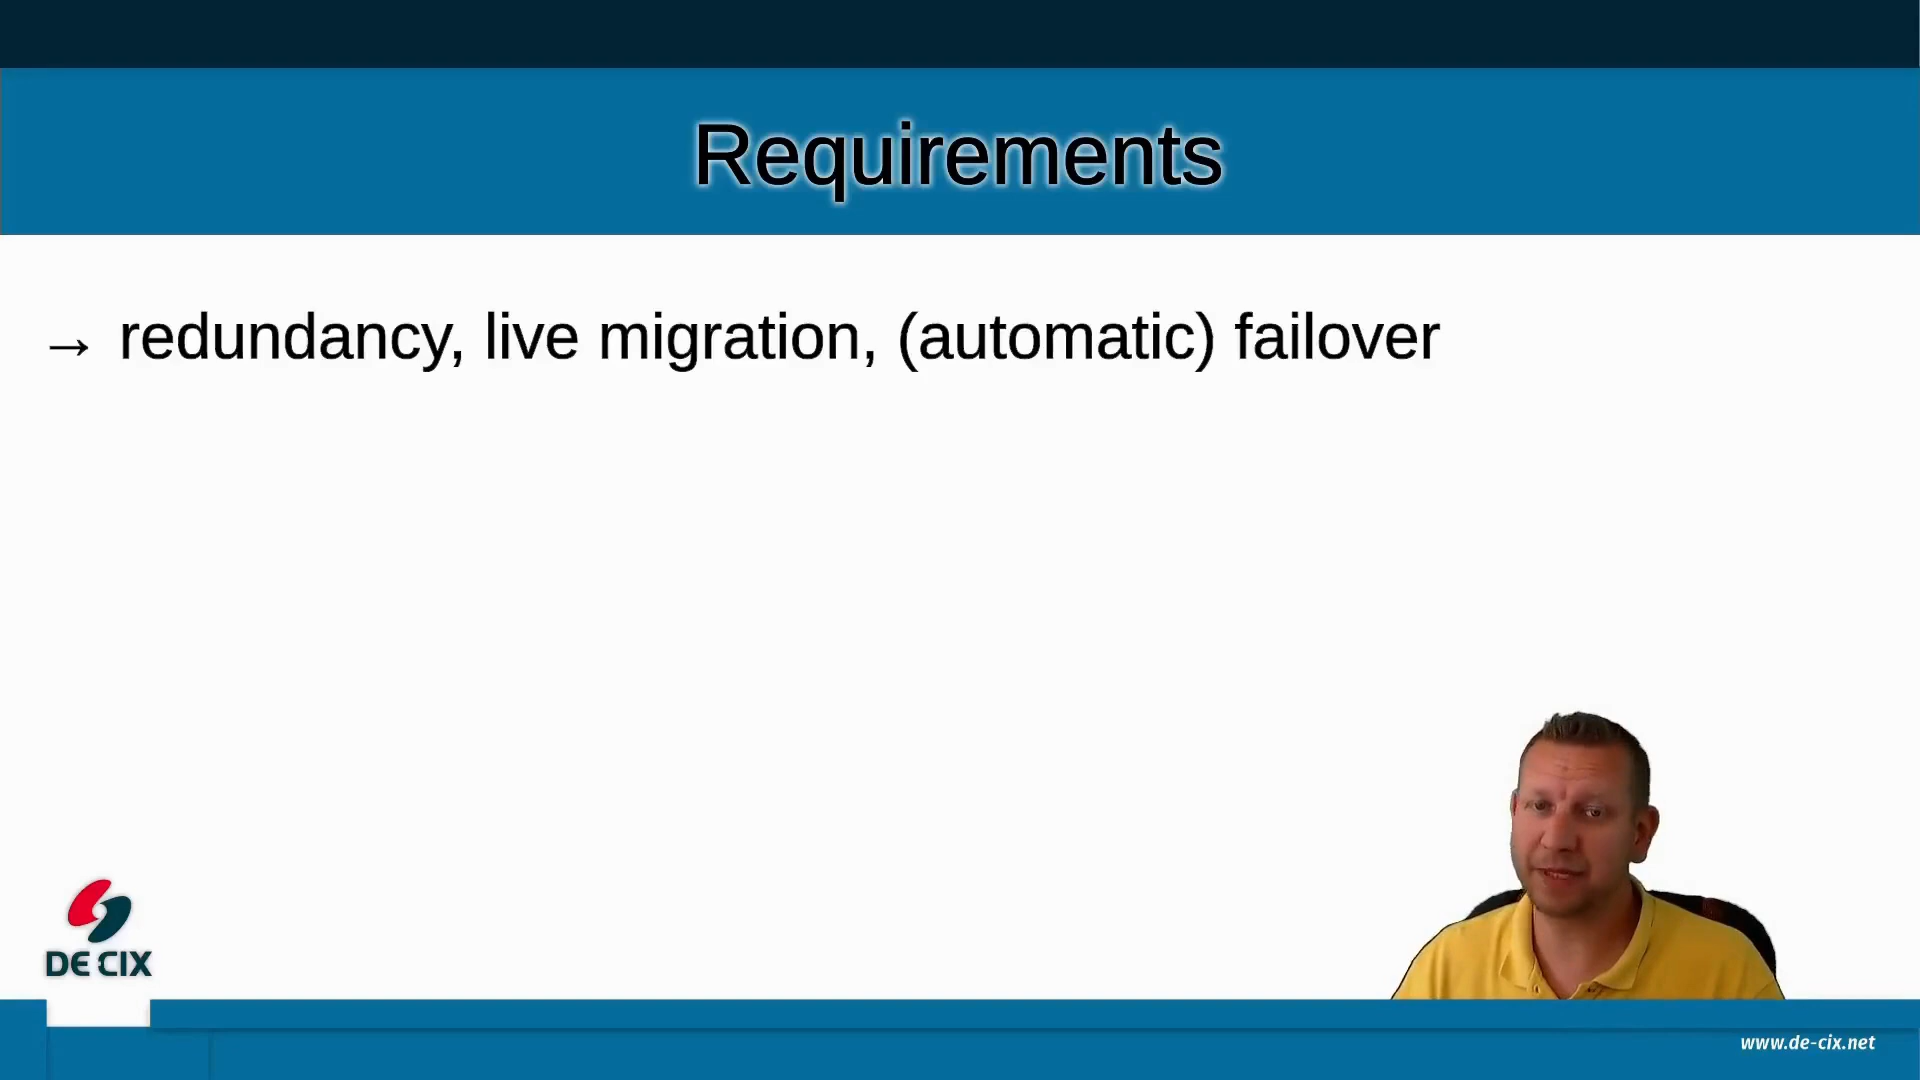 Requirements
→ redundancy, live migration, (automatic) failover
DE CIX
www.de-cix.net